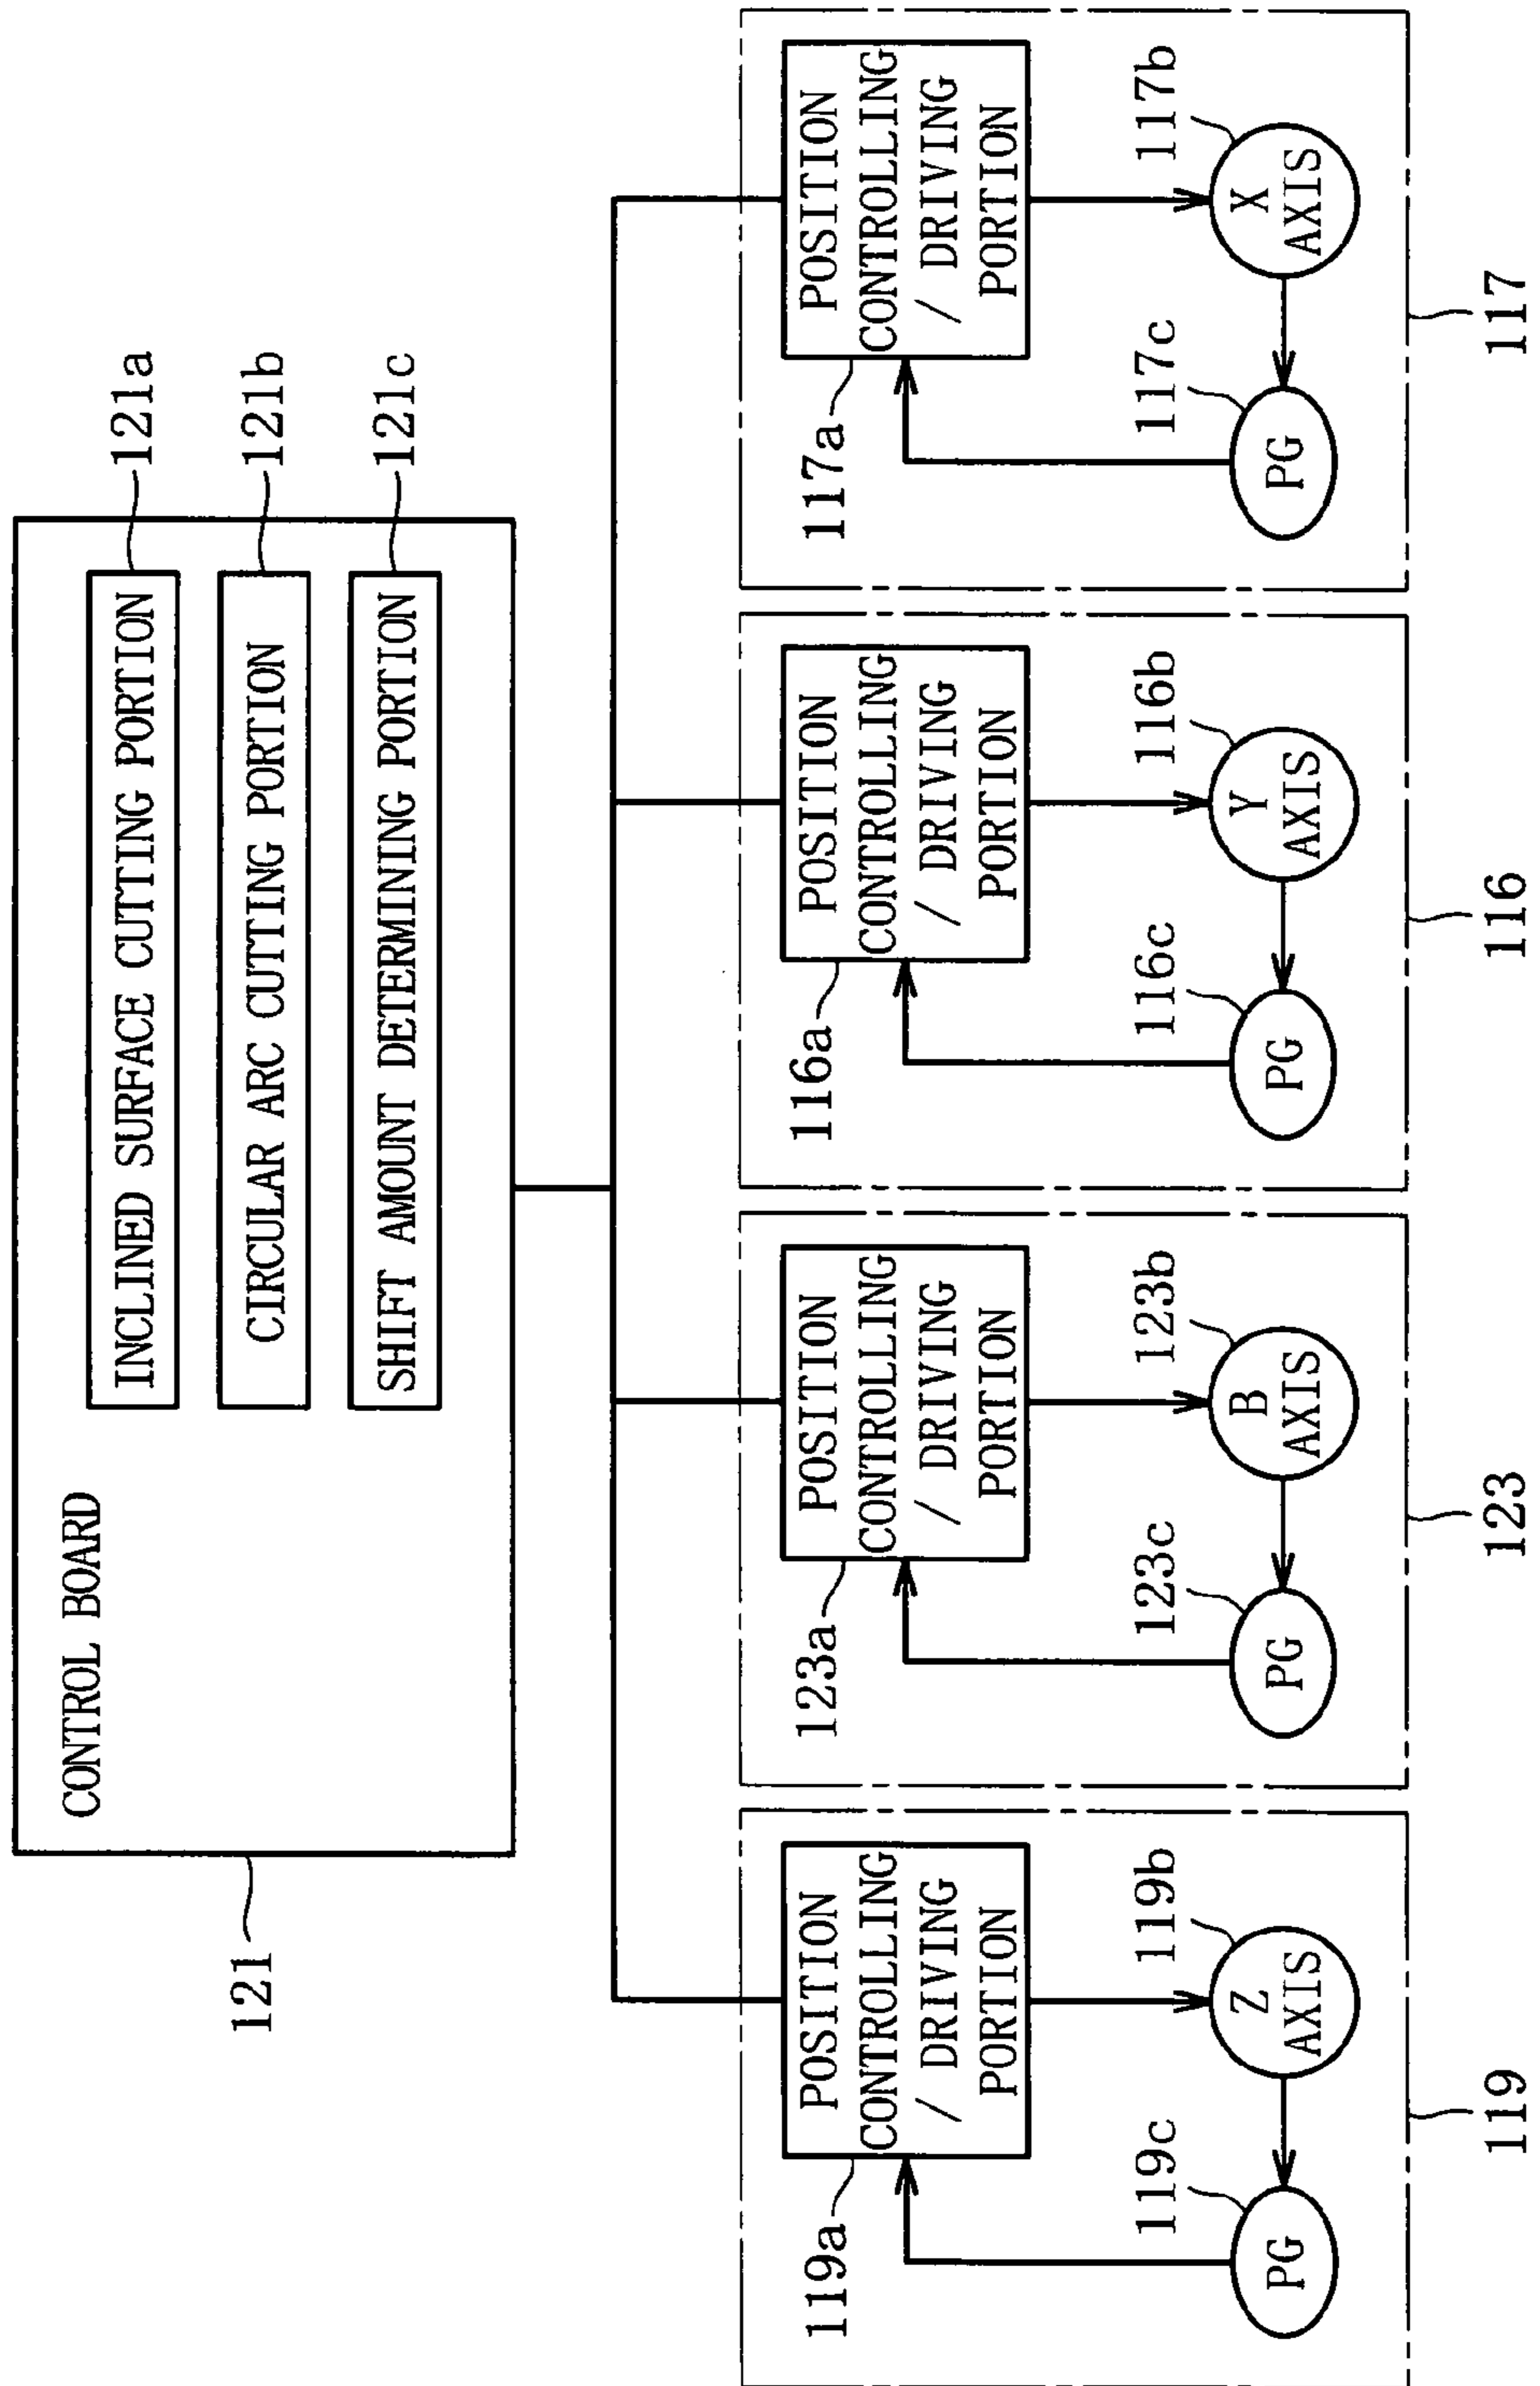 121
CONTROL BOARD
INCLINED SURFACE CUTTING PORTION
121a
CIRCULAR ARC CUTTING PORTION
121b
SHIFT AMOUNT DETERMINING PORTION
121c
119a
POSITION
CONTROLLING
/ DRIVING
PORTION
119c
PG
119b
Z
AXIS
119
123a
POSITION
CONTROLLING
/ DRIVING
PORTION
123c
PG
123b
B
AXIS
123
116a
POSITION
CONTROLLING
/ DRIVING
PORTION
116c
PG
116b
Y
AXIS
116
117a
POSITION
CONTROLLING
/ DRIVING
PORTION
117c
PG
117b
X
AXIS
117